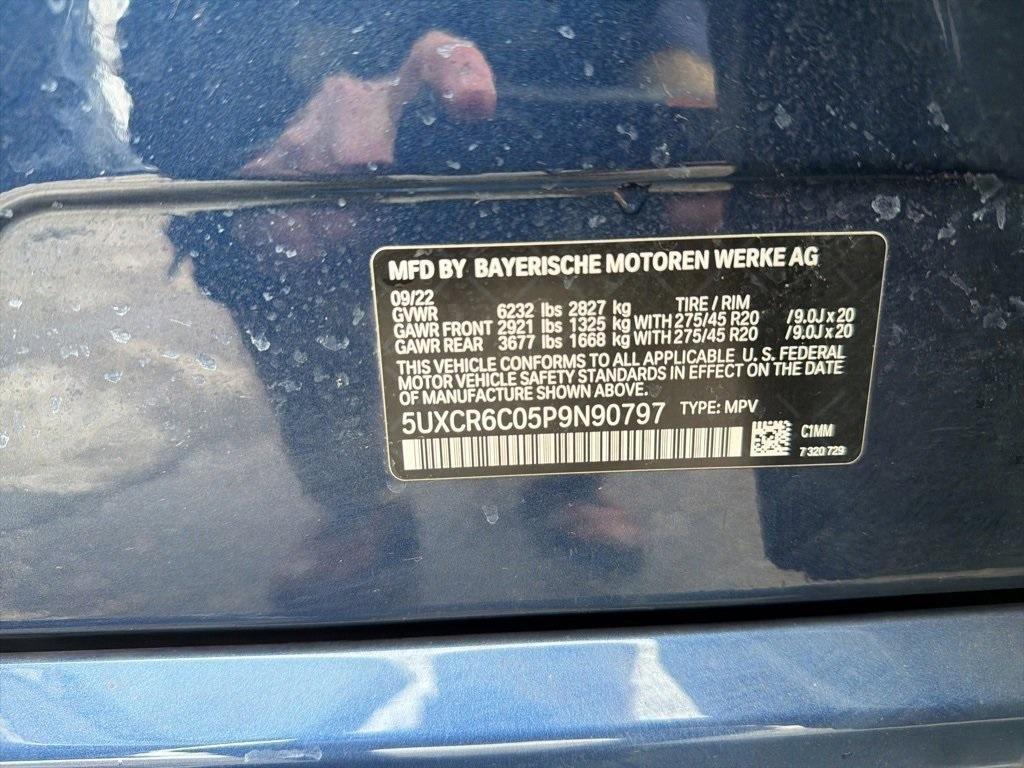 MFD BY BAYERISCHE MOTOREN WERKE AG
09/22 TIRE / RIM
GVWR 6232 lbs 2827 kg
GAWR FRONT 2921 lbs 1325 kg WITH 275/45 R20 / 9.0J x 20
GAWR REAR 3677 lbs 1668 kg WITH 275/45 R20 / 9.0J x 20
THIS VEHICLE CONFORMS TO ALL APPLICABLE U. S. FEDERAL
MOTOR VEHICLE SAFETY STANDARDS IN EFFECT ON THE DATE
OF MANUFACTURE SHOWN ABOVE.
5UXCR6C05P9N90797 TYPE: MPV
C1MM
7 320 729